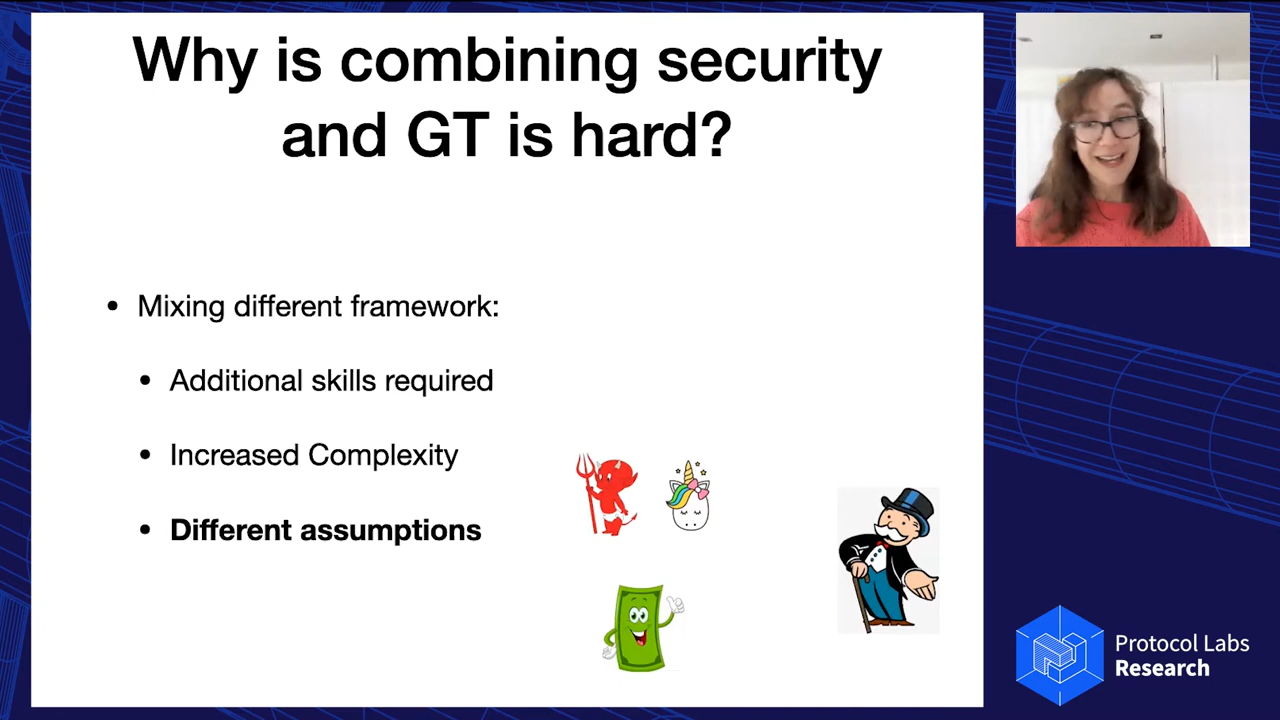 Why is combining security
and GT is hard?
• Mixing different framework:
• Additional skills required
• Increased Complexity
• Different assumptions
Protocol Labs
Research